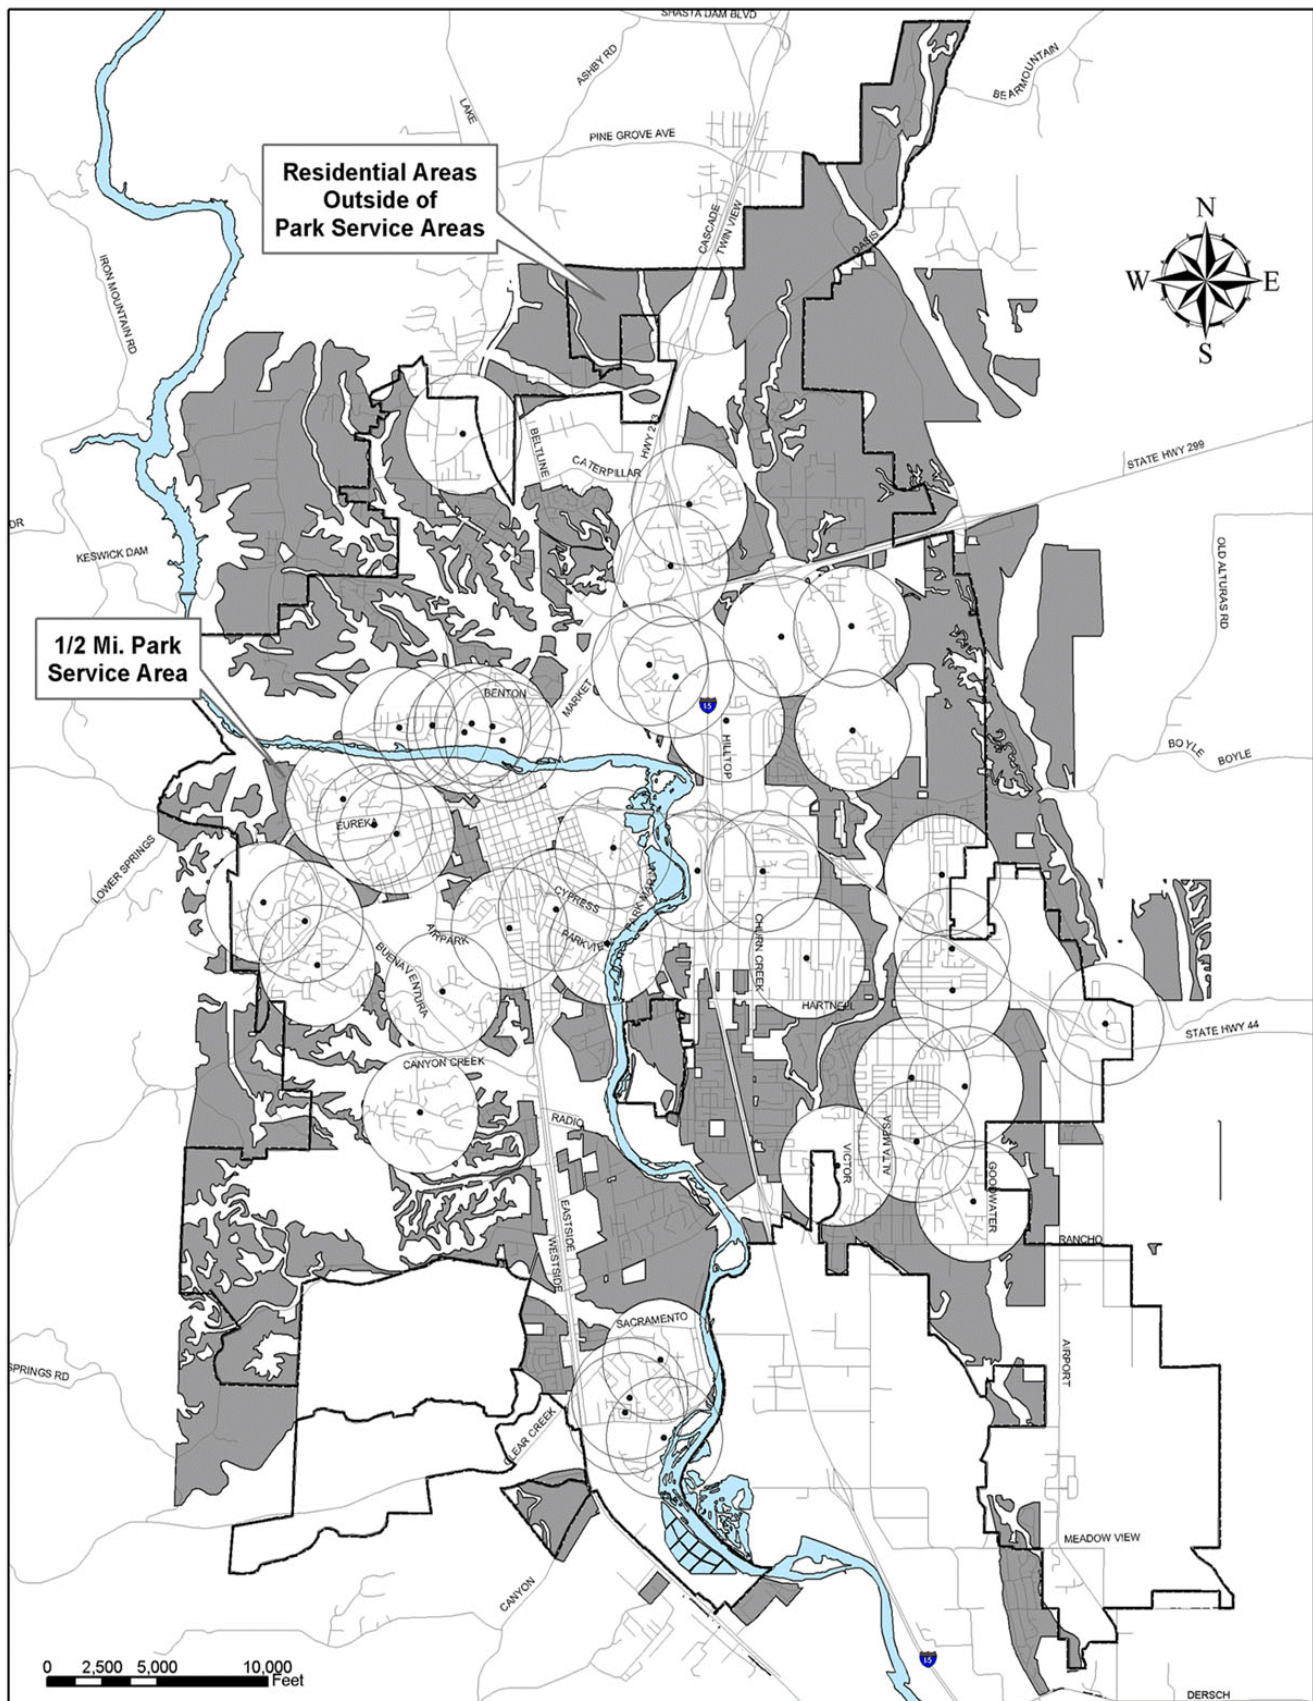 SHASTA DAM BLVD
ASHBY RD
BEARMOUNTAIN
LAKE
PINE GROVE AVE
Residential Areas
Outside of
Park Service Areas
CASCADE
TWIN VIEW
OASIS
N
W E
S
IRON MOUNTAIN RD
HWY 273
BELTLINE
CATERPILLAR
STATE HWY 299
DR
KESWICK DAM
OLD ALTURAS RD
1/2 Mi. Park
Service Area
BENTON
MARKET
15
HILLTOP
BOYLE
BOYLE
EUREKA
LOWER SPRINGS
CYPRESS
PARK MARINA
AIRPARK
PARKVIEW
BUENAVENTURA
CHURN CREEK
HARTNELL
STATE HWY 44
CANYON CREEK
RADIO
VICTOR
ALTA MESA
GOODWATER
EASTSIDE
WESTSIDE
RANCHO
SACRAMENTO
AIRPORT
SPRINGS RD
CLEAR CREEK
MEADOW VIEW
CANYON
15
0 2,500 5,000 10,000
Feet
DERSCH